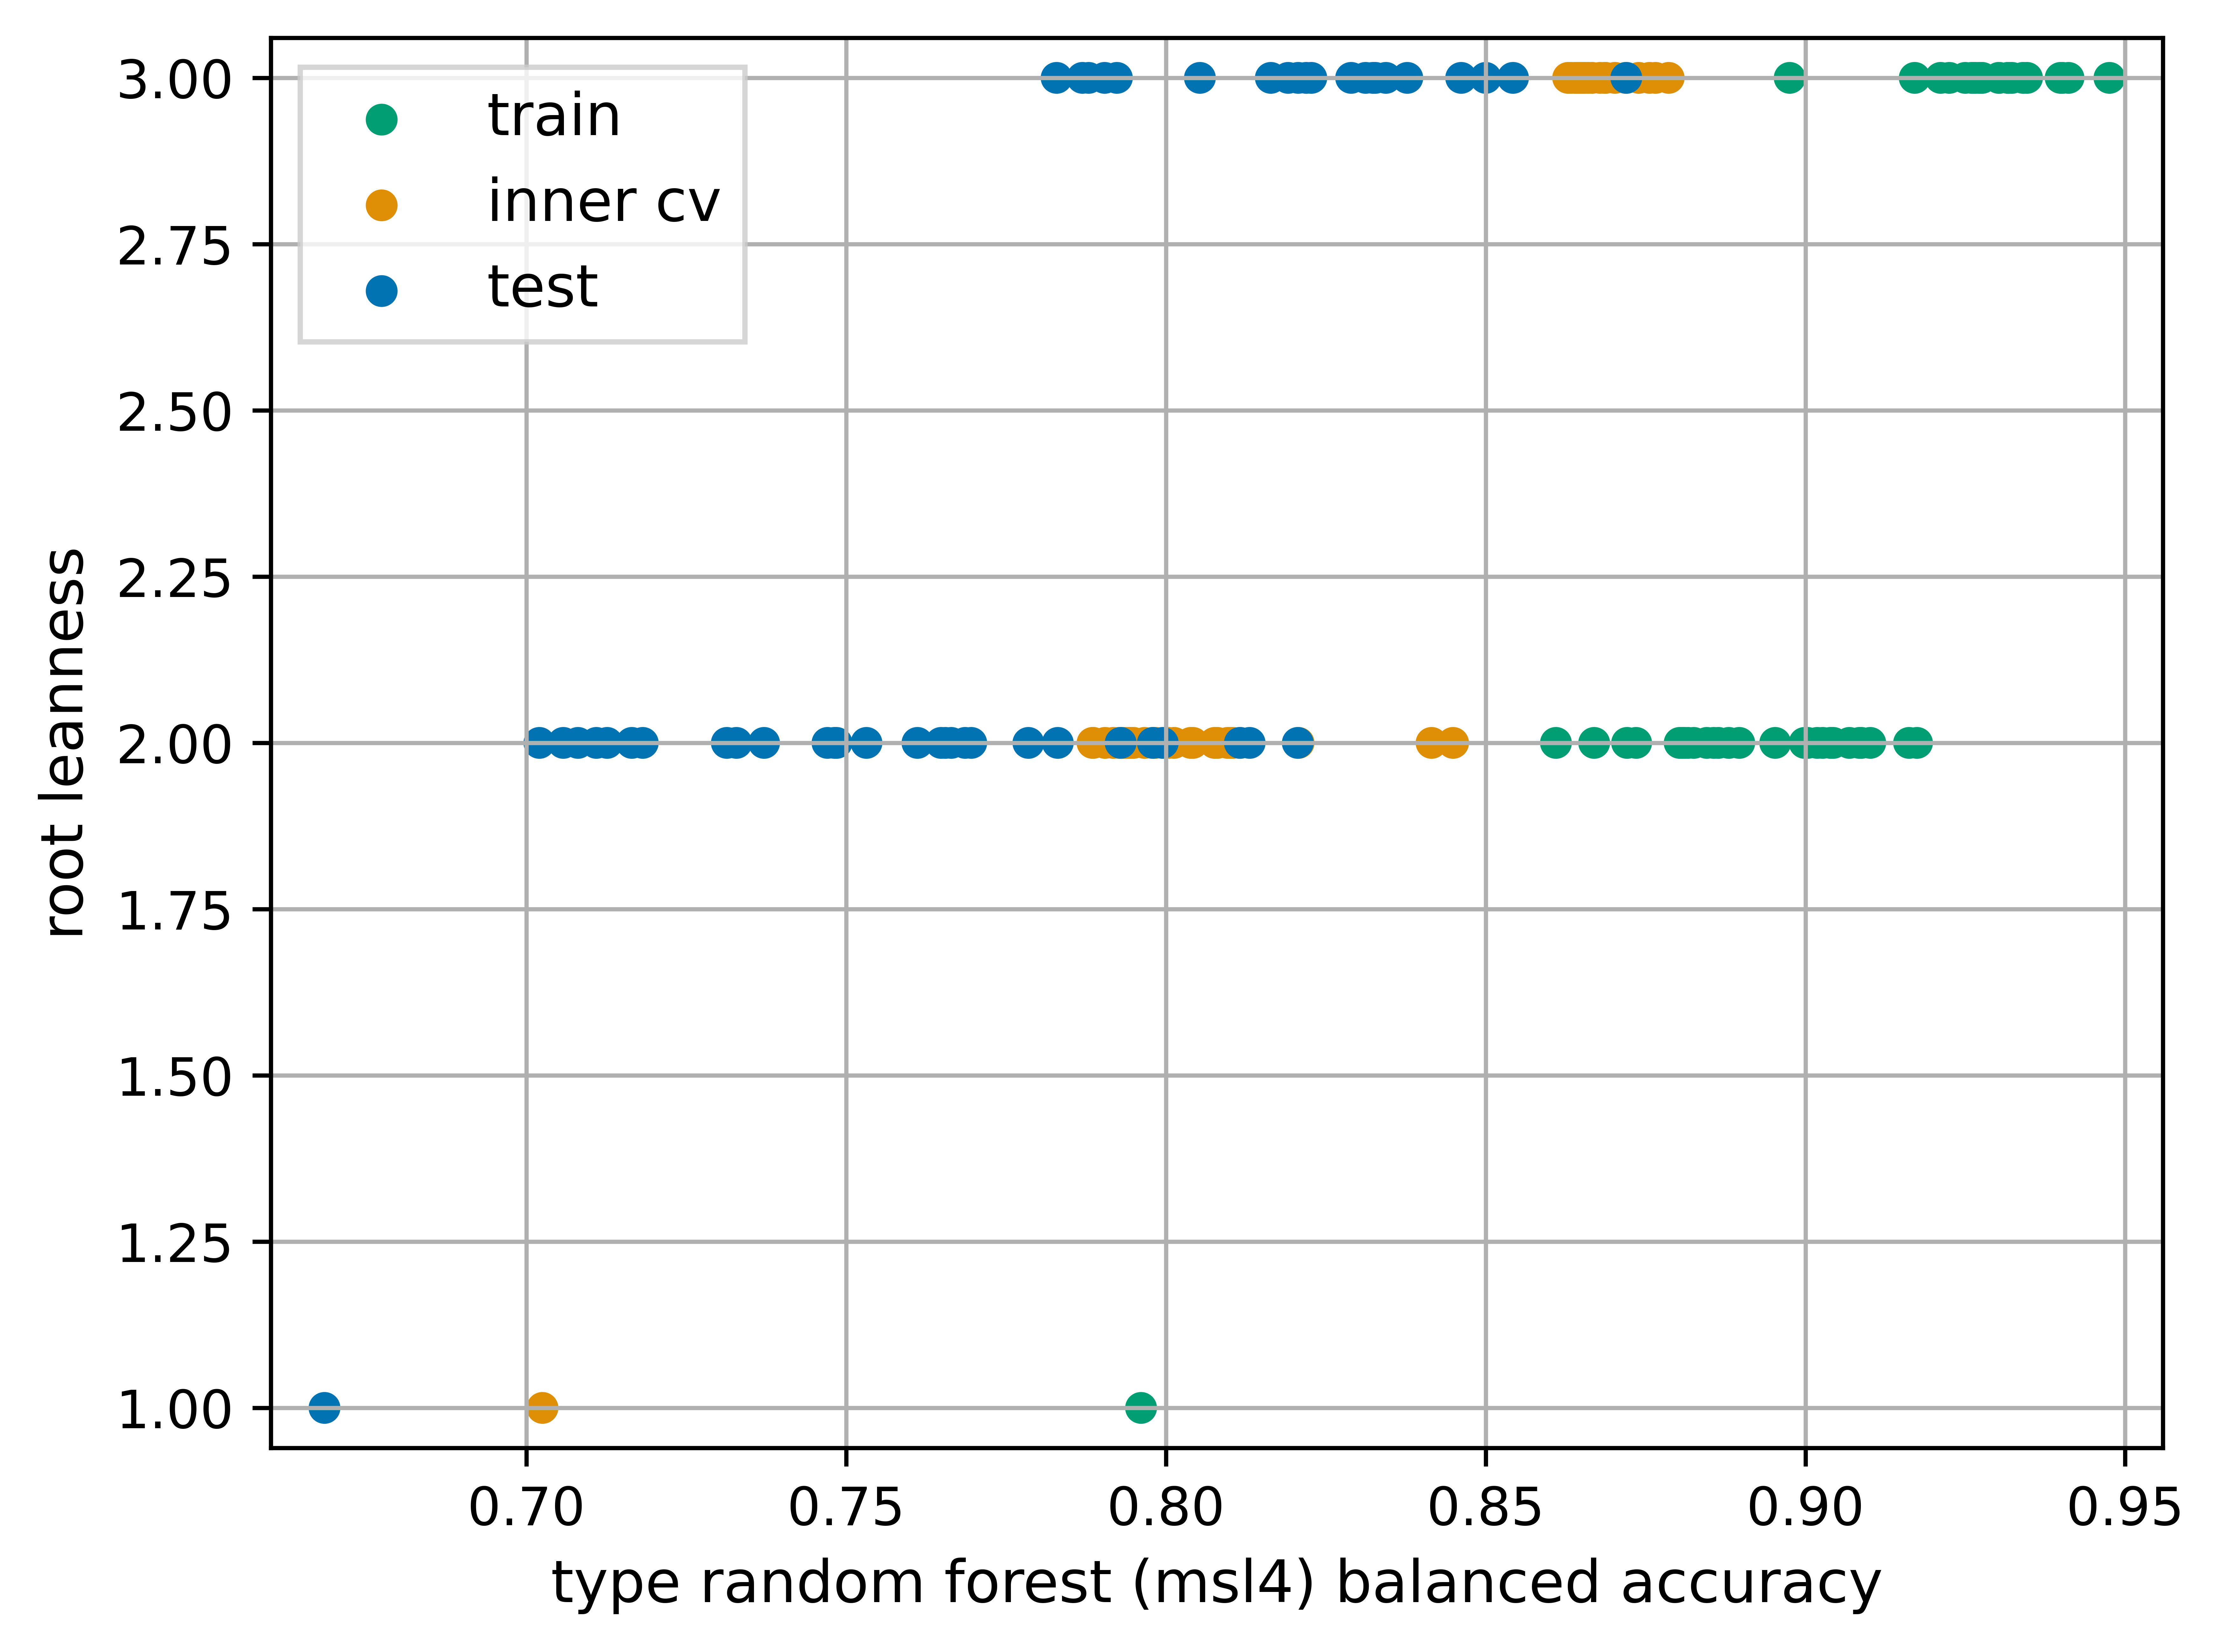 3.00
2.75
2.50
2.25
2.00
1.75
1.50
1.25
1.00
root leanness
train
inner cv
test
0.70 0.75 0.80 0.85 0.90 0.95
type random forest (msl4) balanced accuracy